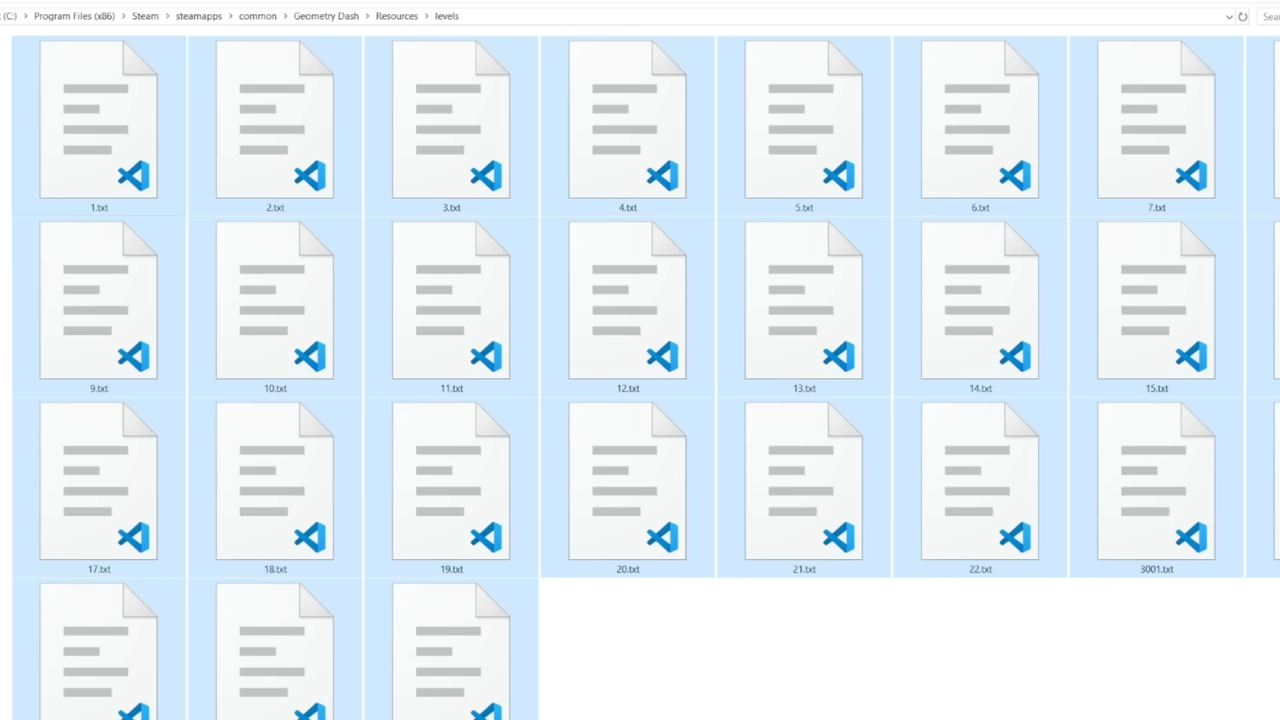 (C:) > Program Files (x86) > Steam > steamapps > common > Geometry Dash > Resources > levels
1.txt 2.txt 3.txt 4.txt 5.txt 6.txt 7.txt
9.txt 10.txt 11.txt 12.txt 13.txt 14.txt 15.txt
17.txt 18.txt 19.txt 20.txt 21.txt 22.txt 3001.txt